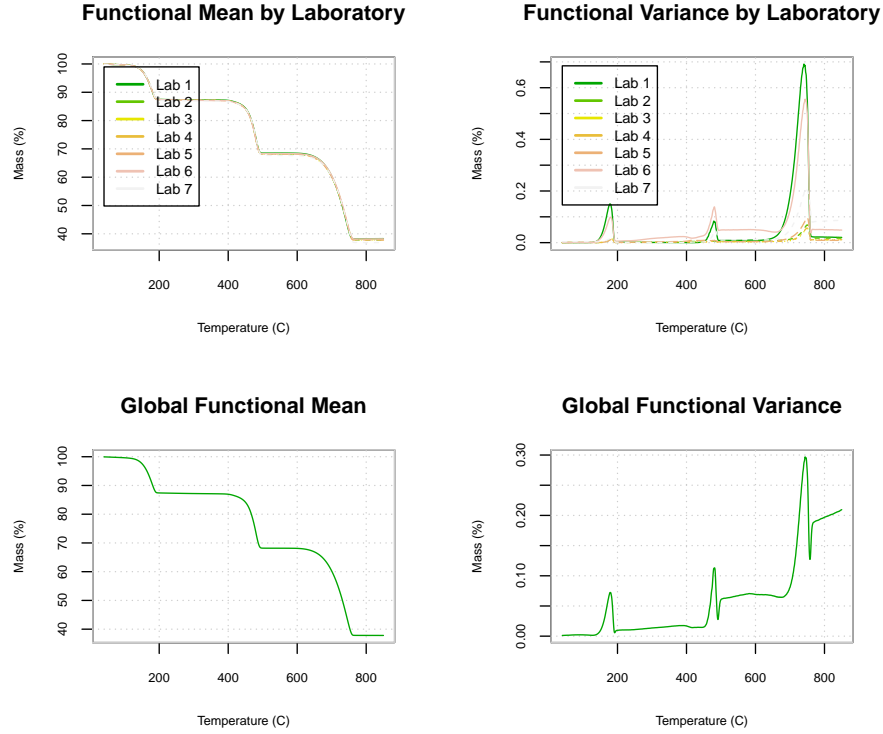 Functional Mean by Laboratory
Mass (%)
100
90
80
70
60
50
40
Lab 1
Lab 2
Lab 3
Lab 4
Lab 5
Lab 6
Lab 7
200 400 600 800
Temperature (C)
Functional Variance by Laboratory
Mass (%)
0.6
0.4
0.2
0.0
Lab 1
Lab 2
Lab 3
Lab 4
Lab 5
Lab 6
Lab 7
200 400 600 800
Temperature (C)
Global Functional Mean
Mass (%)
100
90
80
70
60
50
40
200 400 600 800
Temperature (C)
Global Functional Variance
Mass (%)
0.30
0.20
0.10
0.00
200 400 600 800
Temperature (C)